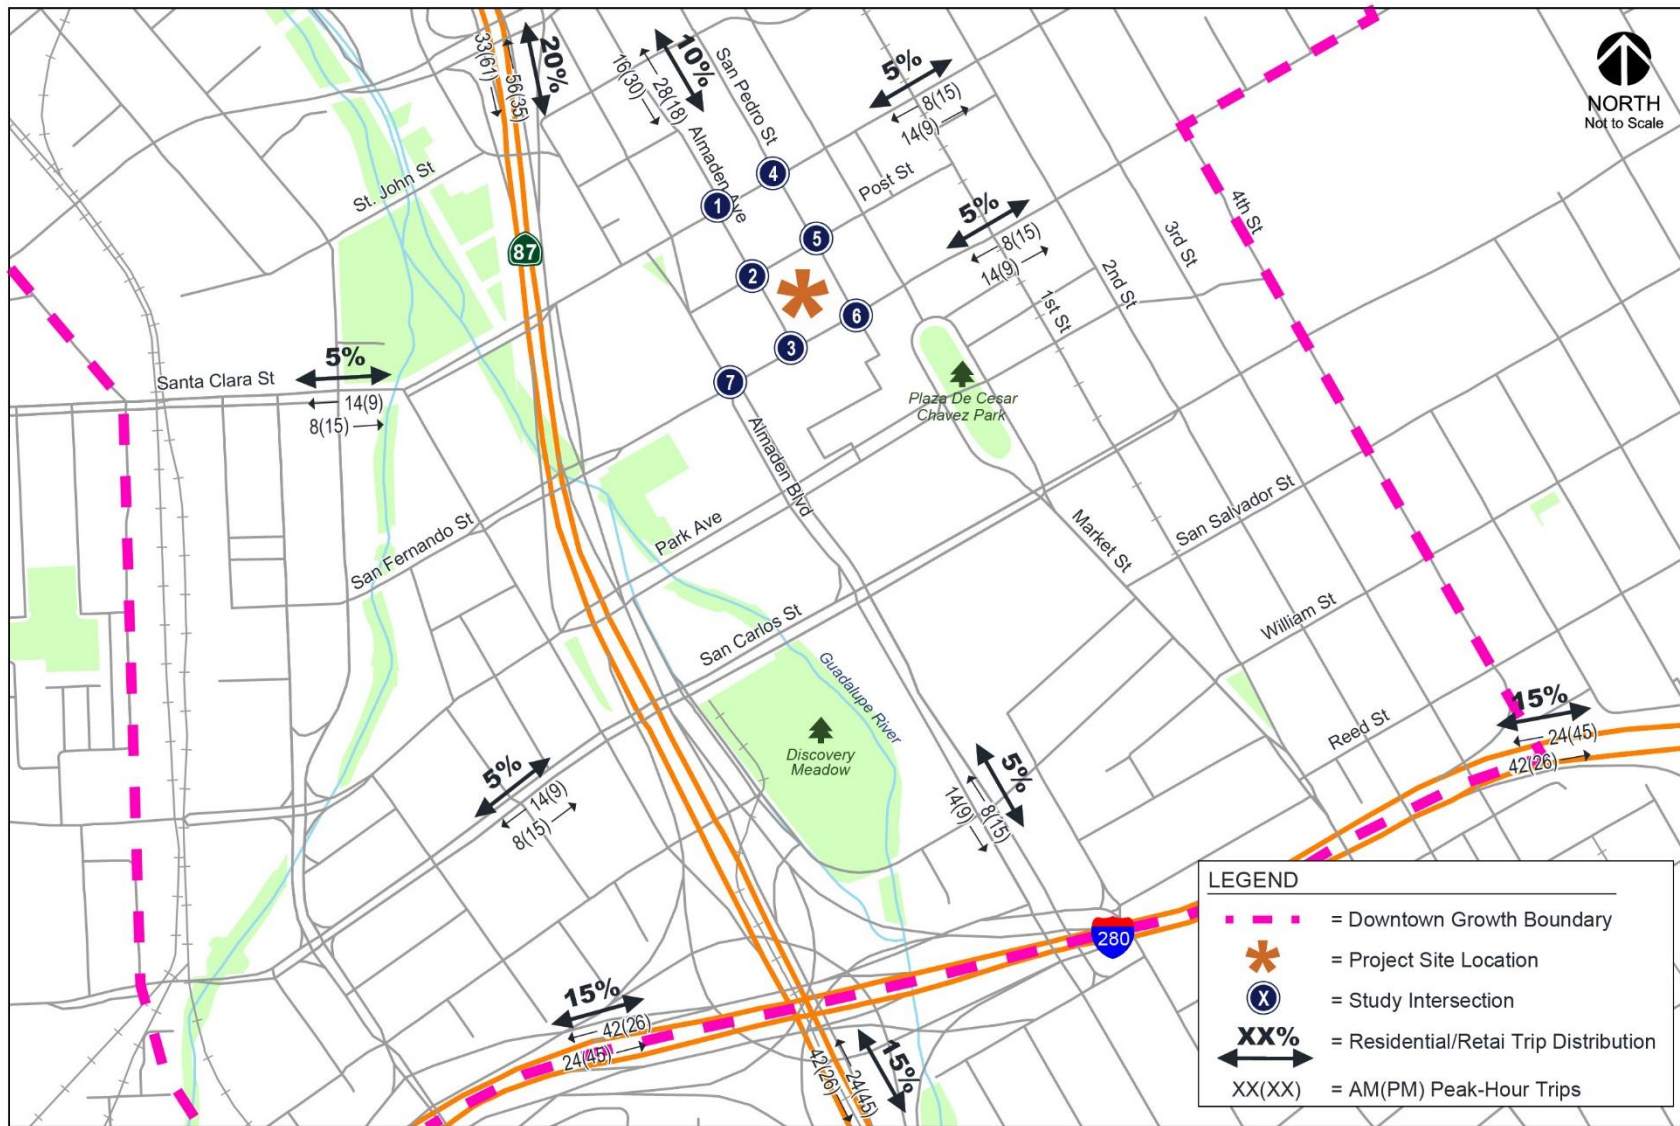 33(61)
56(35)
20%
16(30)
28(18)
10%
San Pedro St
5%
8(15)
14(9)
NORTH
Not to Scale
Almaden Ave
St. John St
4
1
Post St
5
87
2
6
3
7
5%
8(15)
14(9)
1st St
2nd St
3rd St
4th St
5%
Santa Clara St
14(9)
8(15)
Plaza De Cesar
Chavez Park
Almaden Blvd
San Fernando St
Park Ave
Market St
San Salvador St
San Carlos St
William St
Guadalupe River
Discovery
Meadow
Reed St
15%
24(45)
42(26)
5%
14(9)
8(15)
5%
8(15)
14(9)
280
15%
42(26)
24(45)
42(26)
24(45)
15%
LEGEND
= Downtown Growth Boundary
= Project Site Location
X = Study Intersection
XX% = Residential/Retai Trip Distribution
XX(XX) = AM(PM) Peak-Hour Trips